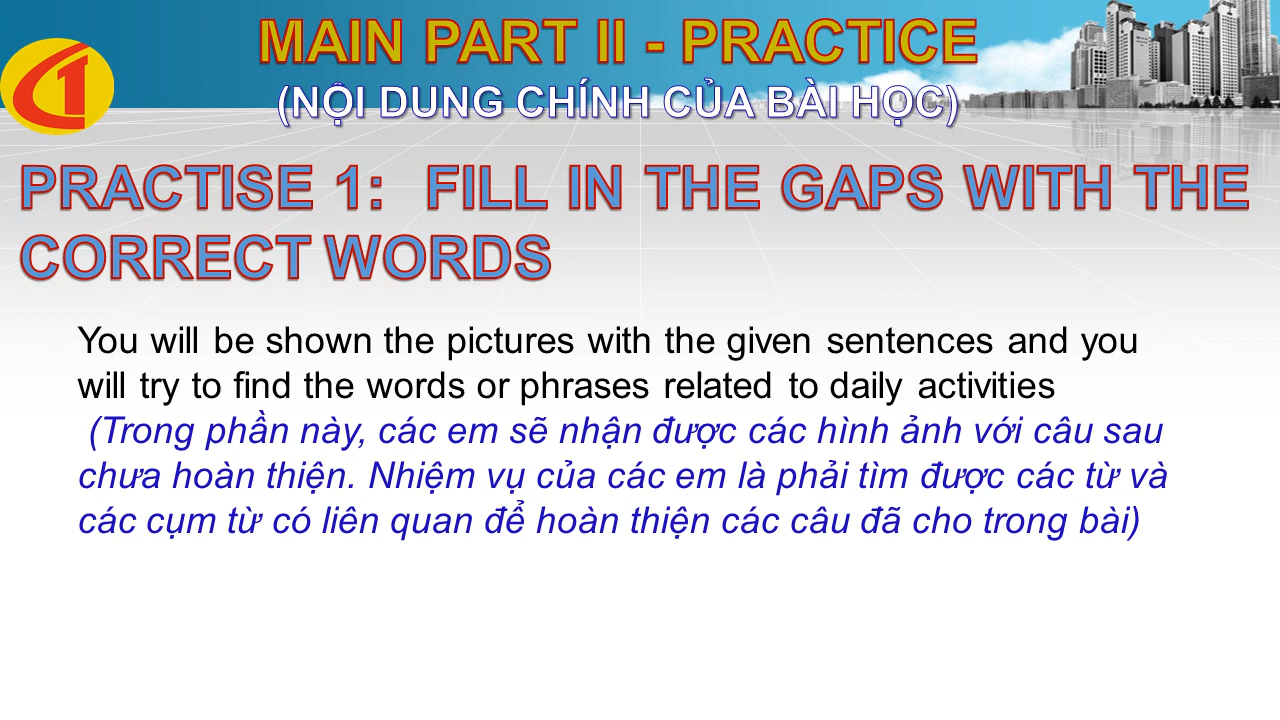 MAIN PART II - PRACTICE
(NỘI DUNG CHÍNH CỦA BÀI HỌC)
PRACTISE 1: FILL IN THE GAPS WITH THE
CORRECT WORDS
You will be shown the pictures with the given sentences and you
will try to find the words or phrases related to daily activities
(Trong phần này, các em sẽ nhận được các hình ảnh với câu sau
chưa hoàn thiện. Nhiệm vụ của các em là phải tìm được các từ và
các cụm từ có liên quan để hoàn thiện các câu đã cho trong bài)